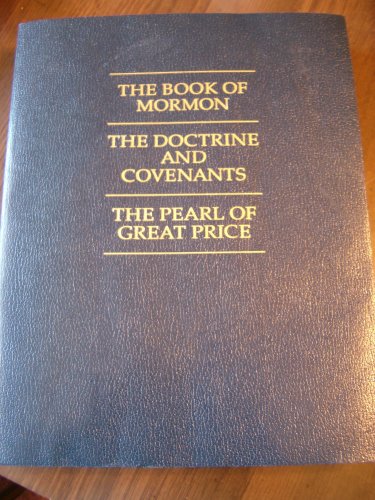 THE BOOK OF
MORMON
THE DOCTRINE
AND
COVENANTS
THE PEARL OF
GREAT PRICE